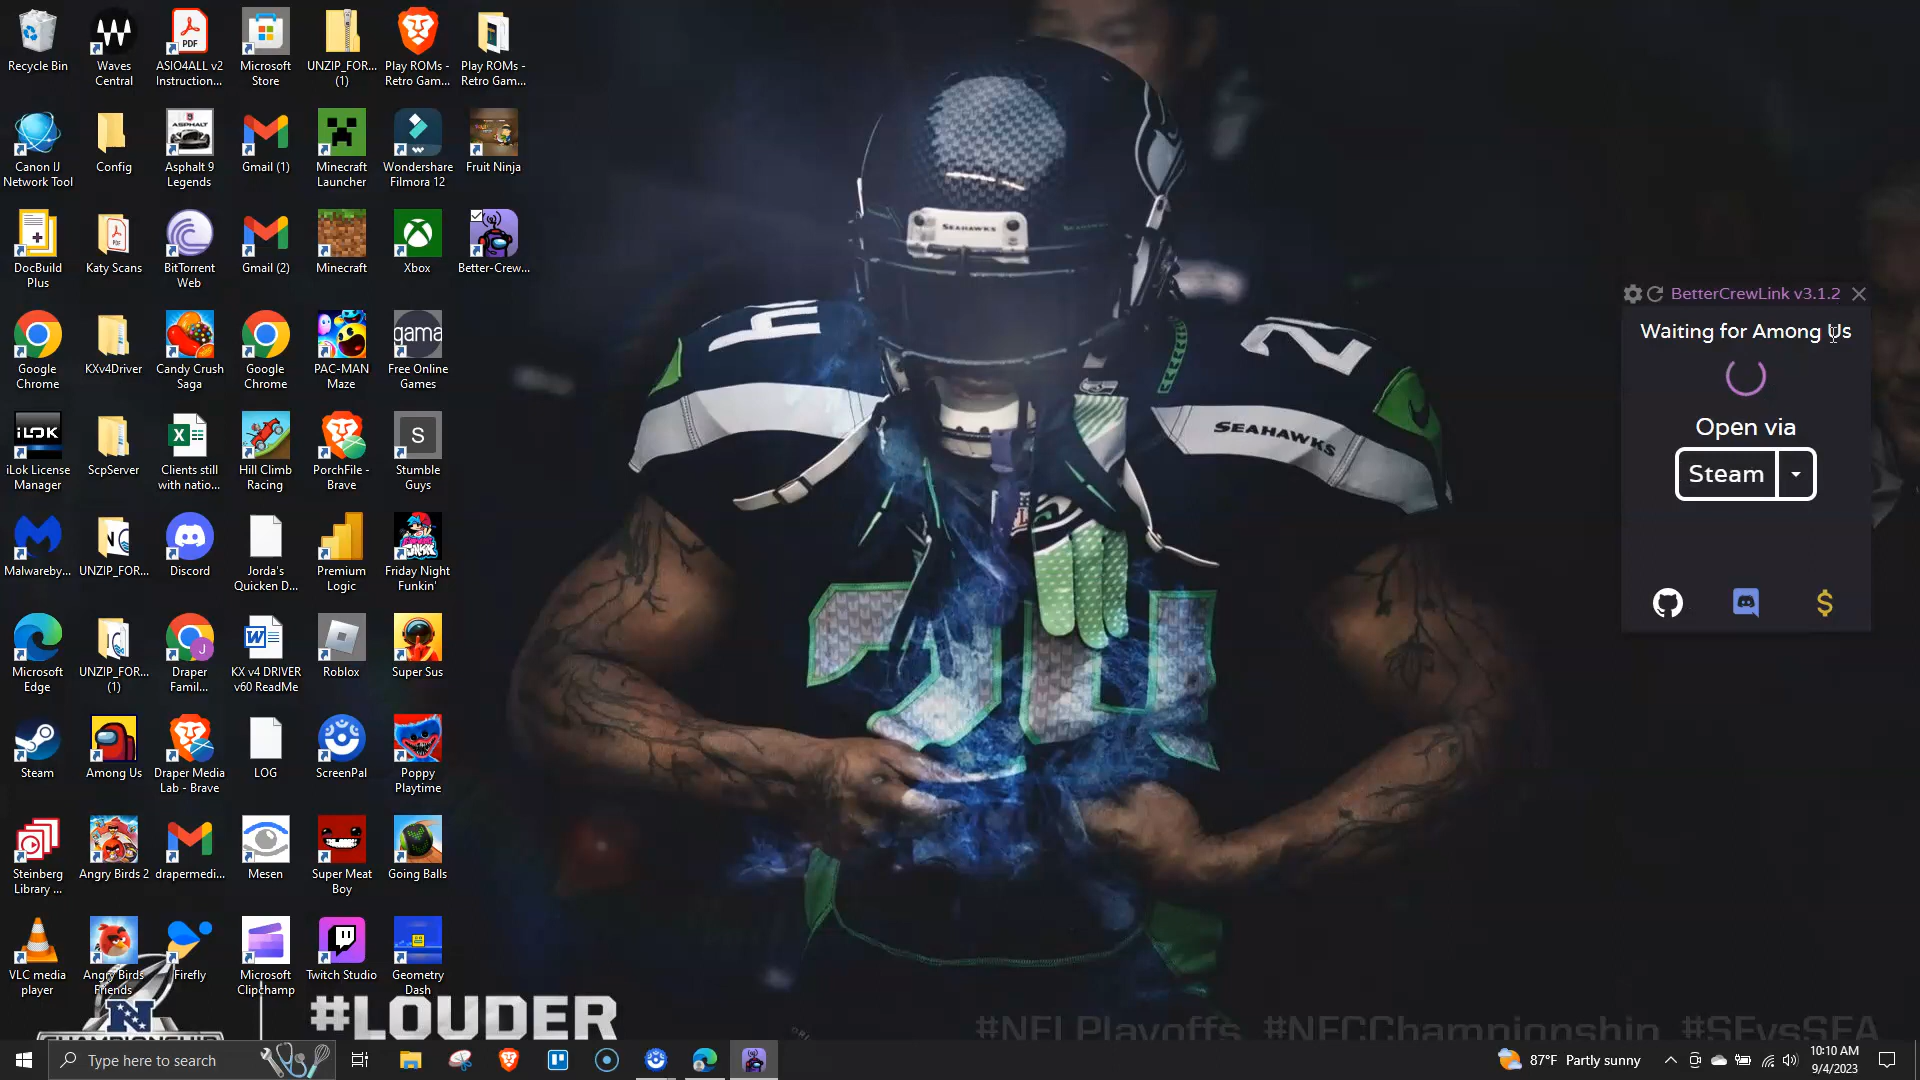 Recycle Bin
Waves Central
ASIO4ALL v2 Instruction...
Microsoft Store
UNZIP_FOR... (1)
Play ROMs - Retro Gam...
Play ROMs - Retro Gam...
Canon IJ Network Tool
Config
Asphalt 9 Legends
Gmail (1)
Minecraft Launcher
Wondershare Filmora 12
Fruit Ninja
DocBuild Plus
Katy Scans
BitTorrent Web
Gmail (2)
Minecraft
Xbox
Better-Crew...
Google Chrome
KXv4Driver
Candy Crush Saga
Google Chrome
PAC-MAN Maze
Free Online Games
iLok License Manager
ScpServer
Clients still with natio...
Hill Climb Racing
PorchFile - Brave
Stumble Guys
Malwareby...
UNZIP_FOR...
Discord
Jorda's Quicken D...
Premium Logic
Friday Night Funkin'
Microsoft Edge
UNZIP_FOR... (1)
Draper Famil...
KX v4 DRIVER v60 ReadMe
Roblox
Super Sus
Steam
Among Us
Draper Media Lab - Brave
LOG
ScreenPal
Poppy Playtime
Steinberg Library ...
Angry Birds 2
drapermedi...
Mesen
Super Meat Boy
Going Balls
VLC media player
Angry Birds Friends
Firefly
Microsoft Clipchamp
Twitch Studio
Geometry Dash
SEAHAWKS
SEAHAWKS
BetterCrewLink v3.1.2
Waiting for Among Us
Open via
Steam
#LOUDER
#NFLPlayoffs #NFCChampionship #SFvsSEA
Type here to search
87°F Partly sunny
10:10 AM
9/4/2023